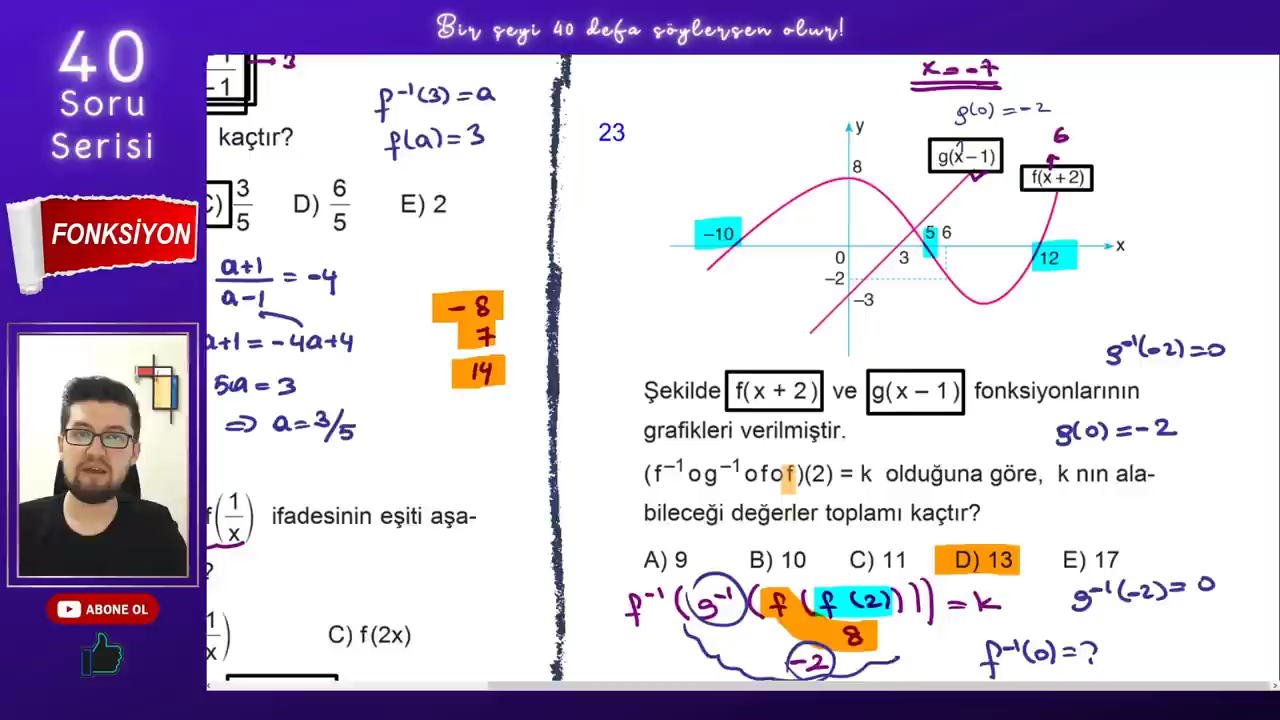 Bir şeyi 40 defa söylersen olur!
40
Soru
Serisi
FONKSİYON
ABONE OL
-1
3
f⁻¹(3)=a
f(a)=3
kaçtır?
C) 3/5 D) 6/5 E) 2
a+1/a-1 = -4
a+1=-4a+4
5a=3
⇒ a=3/5
-8
7
14
f(1/x) ifadesinin eşiti aşa-
?
1/x) C) f(2x)
x=-7
g(0)=-2
23
y
8
g(x-1)
6
f(x+2)
-10
5 6
x
0
3
12
-2
-3
g⁻¹(-2)=0
Şekilde f(x + 2) ve g(x – 1) fonksiyonlarının
grafikleri verilmiştir.
g(0)=-2
(f⁻¹og⁻¹ofof)(2) = k olduğuna göre, k nın ala-
bileceği değerler toplamı kaçtır?
A) 9 B) 10 C) 11 D) 13 E) 17
f⁻¹(g⁻¹(f(f(2)))) = k
g⁻¹(-2)=0
8
-2
f⁻¹(0)=?